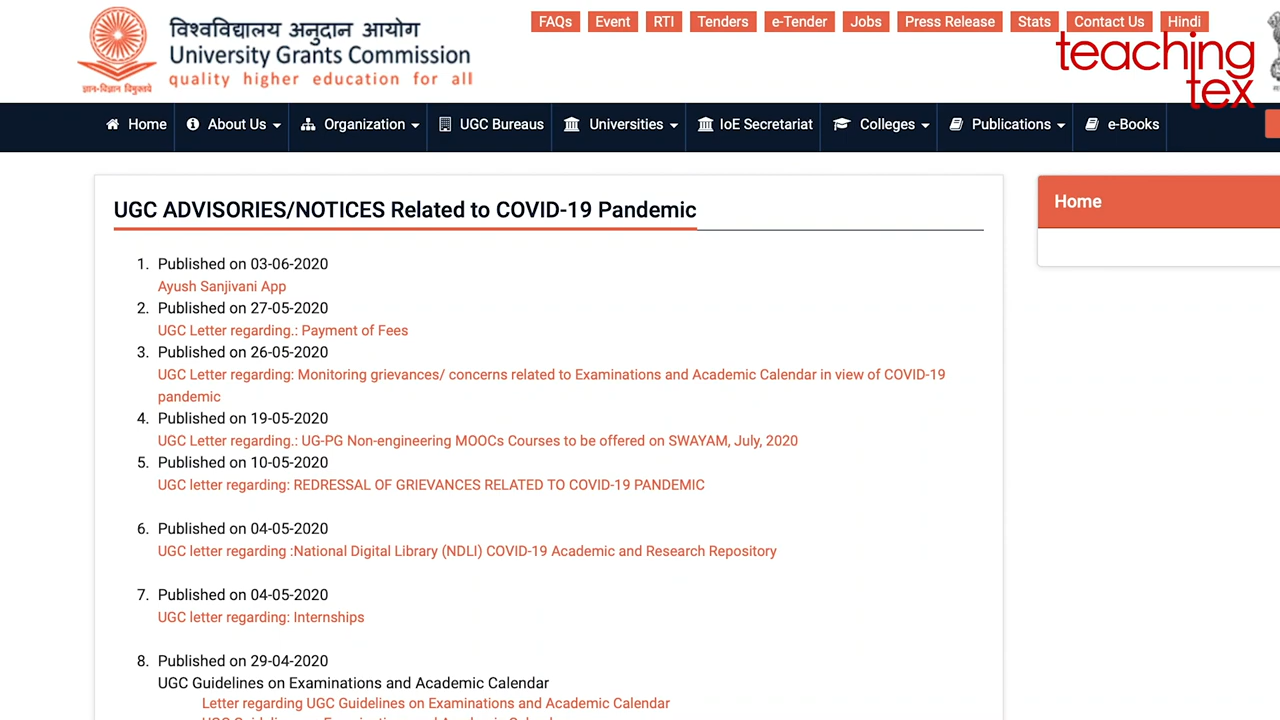 विश्वविद्यालय अनुदान आयोग
University Grants Commission
quality higher education for all
ज्ञान-विज्ञान विमुक्तये
FAQs Event RTI Tenders e-Tender Jobs Press Release Stats Contact Us Hindi
teaching
tex
Home About Us Organization UGC Bureaus Universities IoE Secretariat Colleges Publications e-Books
UGC ADVISORIES/NOTICES Related to COVID-19 Pandemic
Home
1. Published on 03-06-2020
Ayush Sanjivani App
2. Published on 27-05-2020
UGC Letter regarding.: Payment of Fees
3. Published on 26-05-2020
UGC Letter regarding: Monitoring grievances/ concerns related to Examinations and Academic Calendar in view of COVID-19
pandemic
4. Published on 19-05-2020
UGC Letter regarding.: UG-PG Non-engineering MOOCs Courses to be offered on SWAYAM, July, 2020
5. Published on 10-05-2020
UGC letter regarding: REDRESSAL OF GRIEVANCES RELATED TO COVID-19 PANDEMIC
6. Published on 04-05-2020
UGC letter regarding :National Digital Library (NDLI) COVID-19 Academic and Research Repository
7. Published on 04-05-2020
UGC letter regarding: Internships
8. Published on 29-04-2020
UGC Guidelines on Examinations and Academic Calendar
Letter regarding UGC Guidelines on Examinations and Academic Calendar